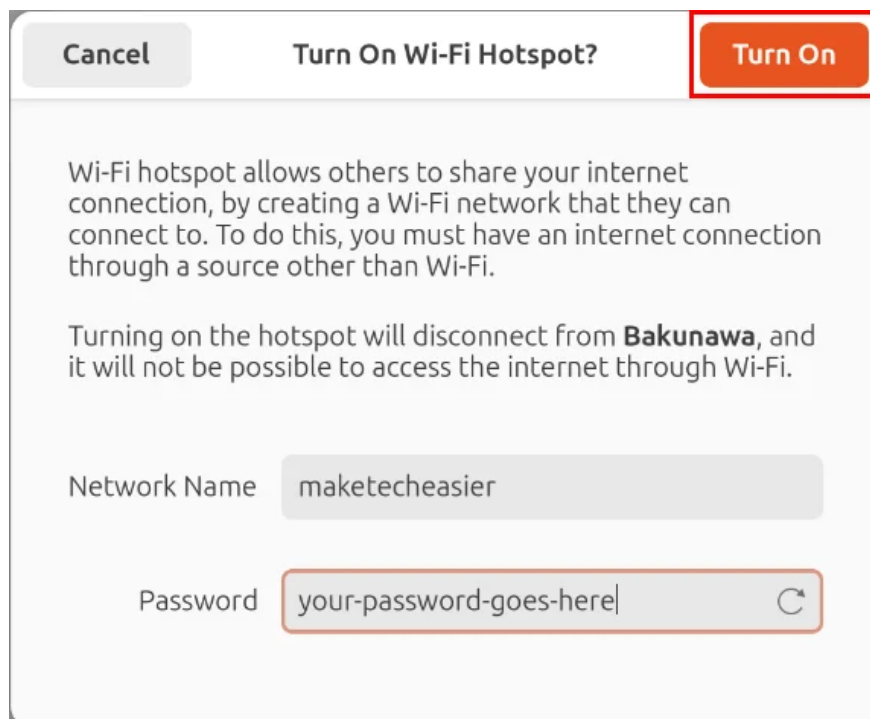 Cancel
Turn On Wi-Fi Hotspot?
Turn On
Wi-Fi hotspot allows others to share your internet
connection, by creating a Wi-Fi network that they can
connect to. To do this, you must have an internet connection
through a source other than Wi-Fi.
Turning on the hotspot will disconnect from Bakunawa, and
it will not be possible to access the internet through Wi-Fi.
Network Name
maketecheasier
Password
your-password-goes-here